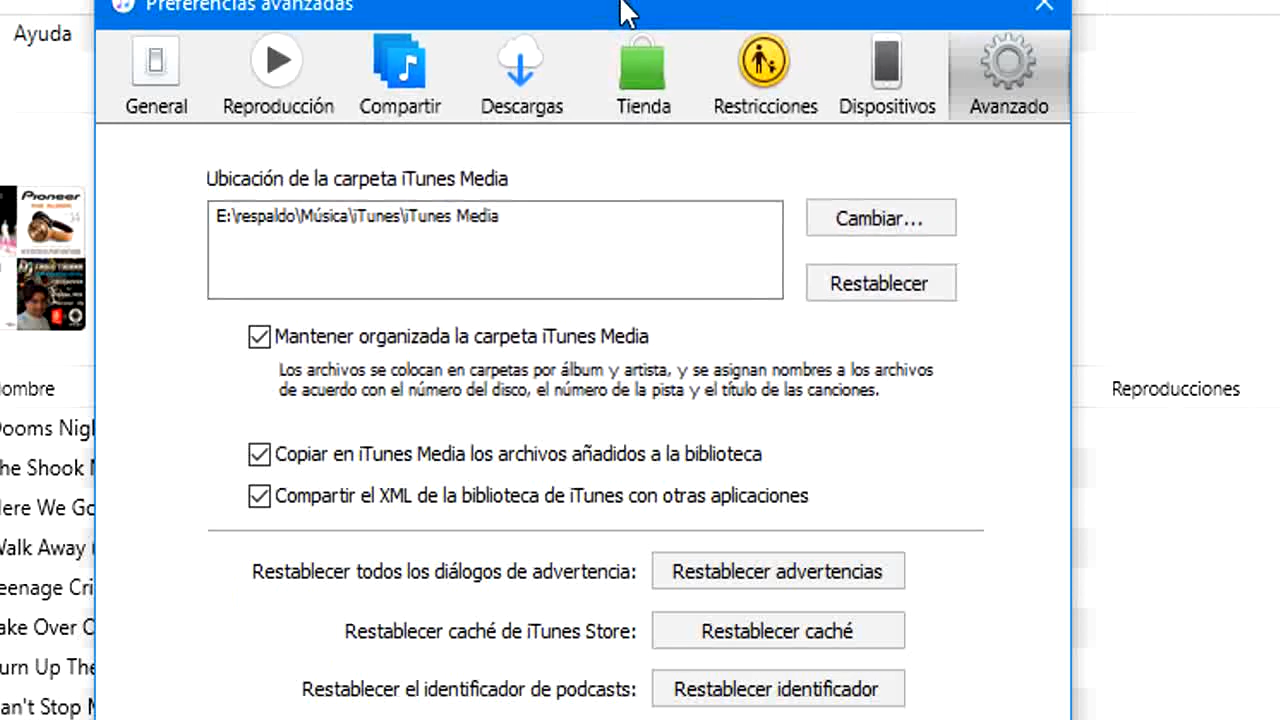 Preferencias avanzadas
Ayuda
General Reproducción Compartir Descargas Tienda Restricciones Dispositivos Avanzado
Ubicación de la carpeta iTunes Media
E:\respaldo\Música\iTunes\iTunes Media
Cambiar...
Restablecer
Pioneer
Mantener organizada la carpeta iTunes Media
Los archivos se colocan en carpetas por álbum y artista, y se asignan nombres a los archivos
de acuerdo con el número del disco, el número de la pista y el título de las canciones.
ombre
Reproducciones
ooms Nigh
he Shook
ere We Go
Walk Away
eenage Cri
ake Over
urn Up The
an't Stop
Copiar en iTunes Media los archivos añadidos a la biblioteca
Compartir el XML de la biblioteca de iTunes con otras aplicaciones
Restablecer todos los diálogos de advertencia: Restablecer advertencias
Restablecer caché de iTunes Store: Restablecer caché
Restablecer el identificador de podcasts: Restablecer identificador